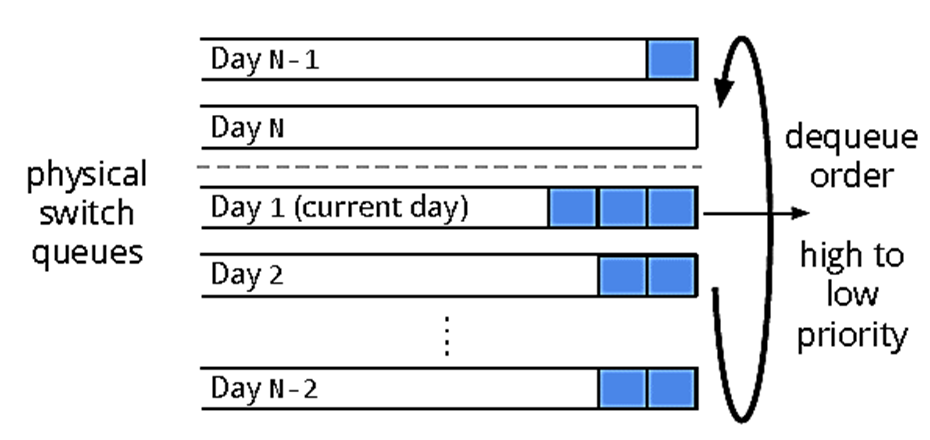 Day N-1
Day N
physical
switch
queues
Day 1 (current day)
Day 2
Day N-2
dequeue
order
high to
low
priority